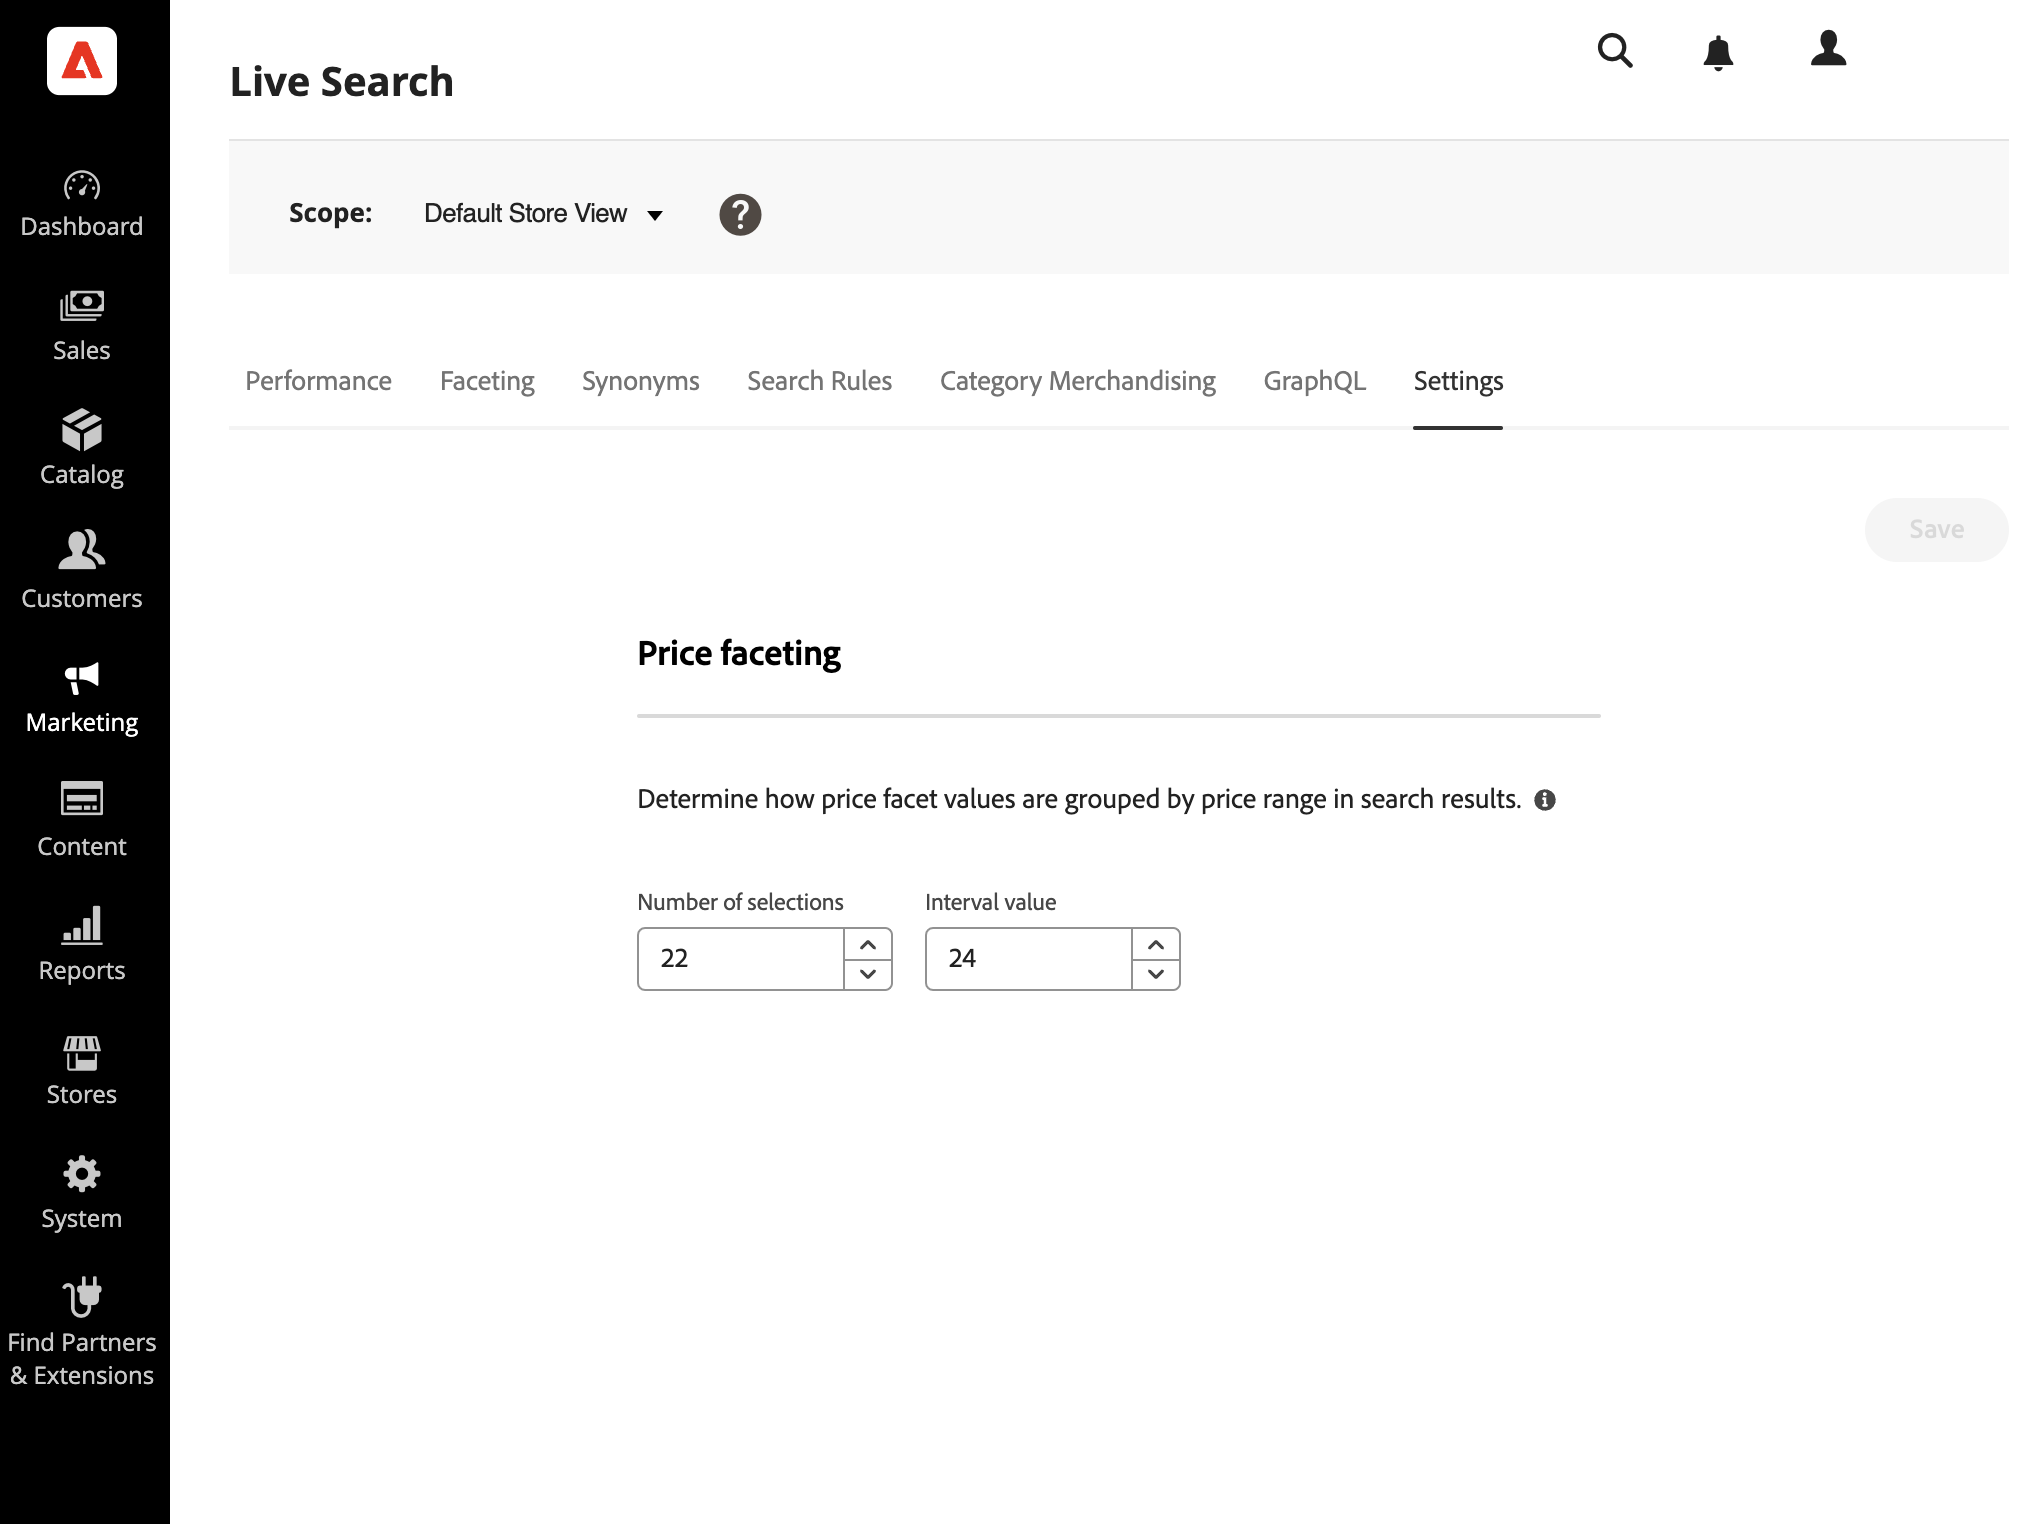 Live Search
Scope: Default Store View ?
Dashboard
Sales
Catalog
Customers
Marketing
Content
Reports
Stores
System
Find Partners
& Extensions
Performance Faceting Synonyms Search Rules Category Merchandising GraphQL Settings
Save
Price faceting
Determine how price facet values are grouped by price range in search results.
Number of selections Interval value
22 24